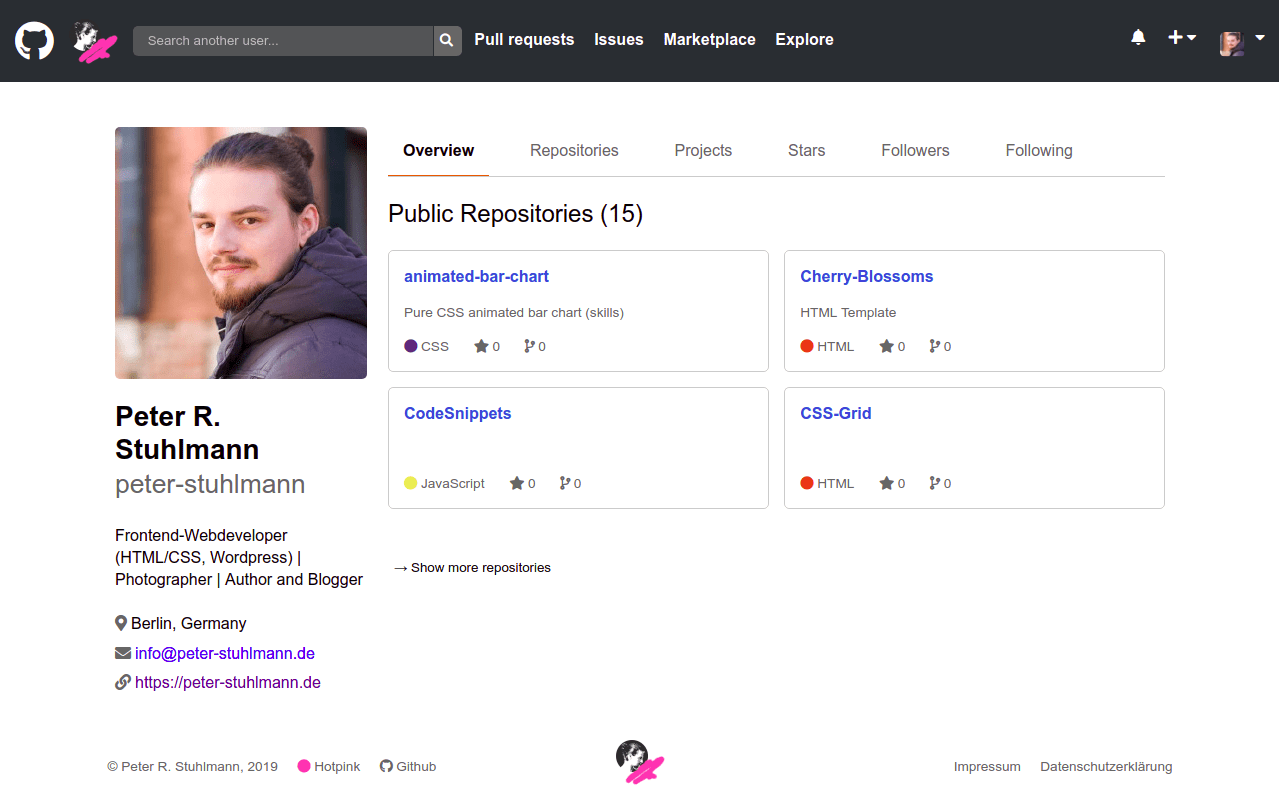 Search another user... Pull requests Issues Marketplace Explore
Overview Repositories Projects Stars Followers Following
Public Repositories (15)
animated-bar-chart
Pure CSS animated bar chart (skills)
CSS 0 0
Cherry-Blossoms
HTML Template
HTML 0 0
CodeSnippets
JavaScript 0 0
CSS-Grid
HTML 0 0
→ Show more repositories
Peter R.
Stuhlmann
peter-stuhlmann
Frontend-Webdeveloper
(HTML/CSS, Wordpress) |
Photographer | Author and Blogger
Berlin, Germany
info@peter-stuhlmann.de
https://peter-stuhlmann.de
© Peter R. Stuhlmann, 2019 Hotpink Github Impressum Datenschutzerklärung